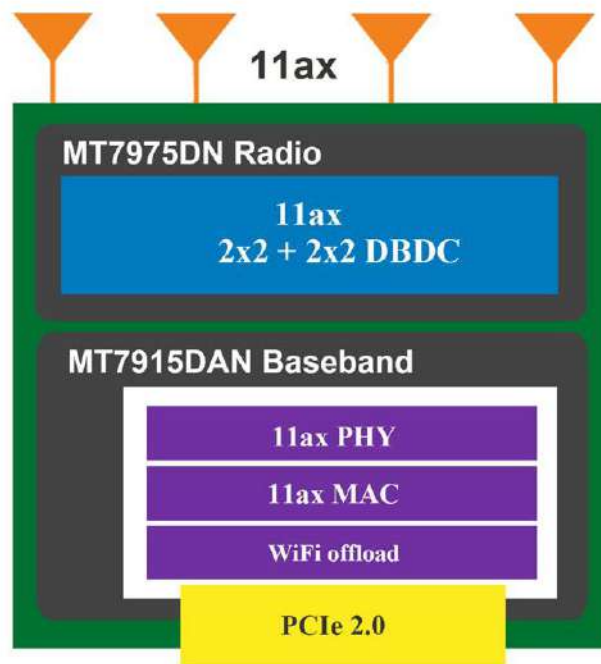 11ax
MT7975DN Radio
11ax
2x2 + 2x2 DBDC
MT7915DAN Baseband
11ax PHY
11ax MAC
WiFi offload
PCIe 2.0